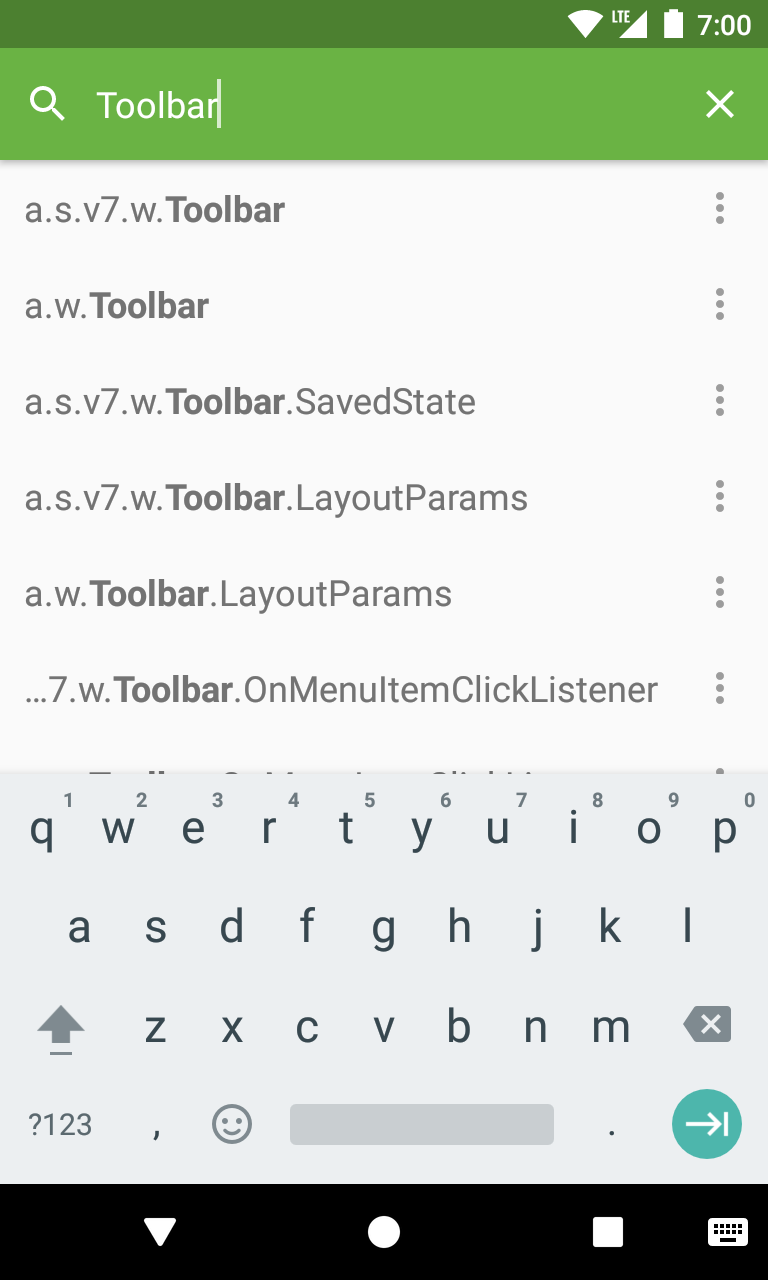 LTE 7:00
Toolbar
a.s.v7.w.Toolbar
a.w.Toolbar
a.s.v7.w.Toolbar.SavedState
a.s.v7.w.Toolbar.LayoutParams
a.w.Toolbar.LayoutParams
…7.w.Toolbar.OnMenuItemClickListener
1 2 3 4 5 6 7 8 9 0
q w e r t y u i o p
a s d f g h j k l
z x c v b n m
?123 , .